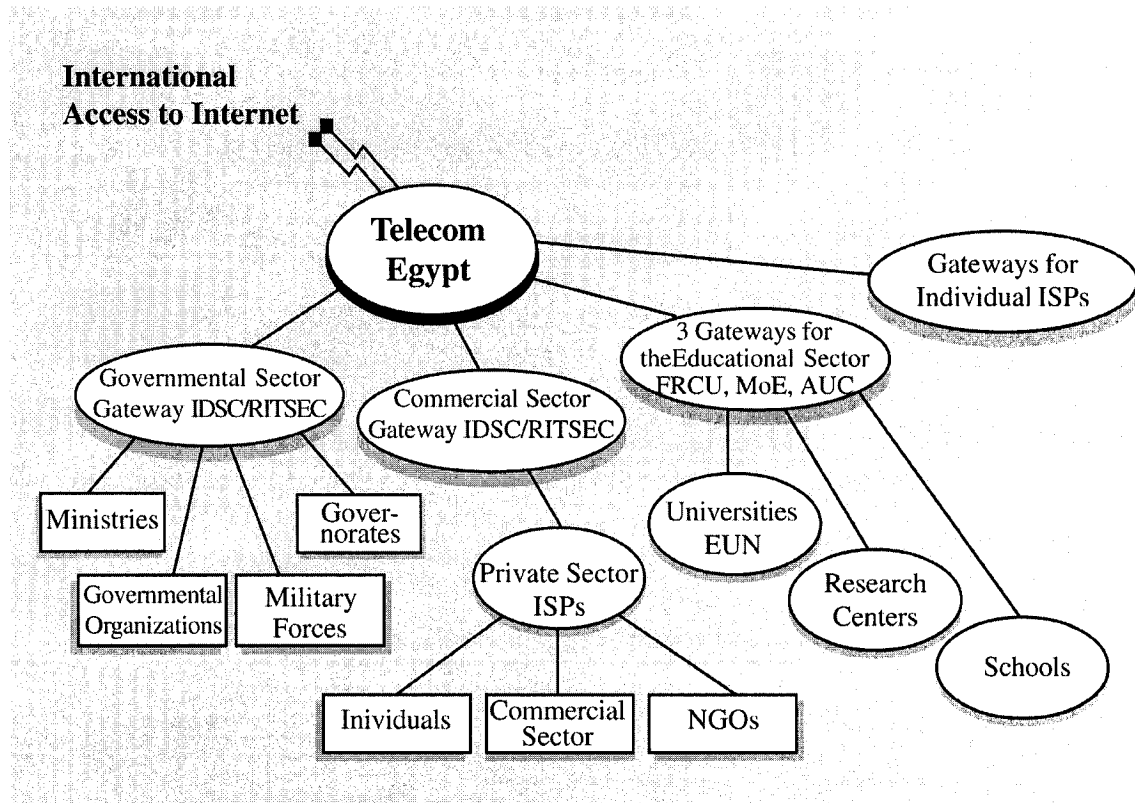 International
Access to Internet
Telecom
Egypt
Gateways for
Individual ISPs
3 Gateways for
theEducational Sector
FRCU, MoE, AUC
Governmental Sector
Gateway IDSC/RITSEC
Commercial Sector
Gateway IDSC/RITSEC
Ministries
Gover-
norates
Governmental
Organizations
Military
Forces
Private Sector
ISPs
Universities
EUN
Research
Centers
Schools
Inividuals
Commercial
Sector
NGOs